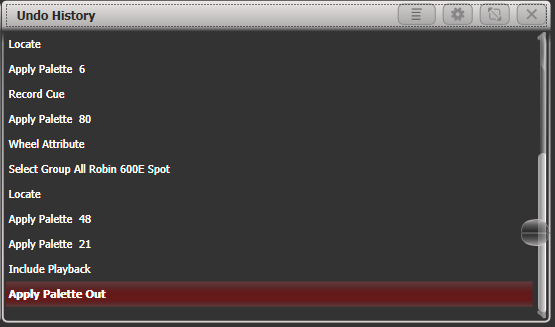 Undo History
Locate
Apply Palette 6
Record Cue
Apply Palette 80
Wheel Attribute
Select Group All Robin 600E Spot
Locate
Apply Palette 48
Apply Palette 21
Include Playback
Apply Palette Out